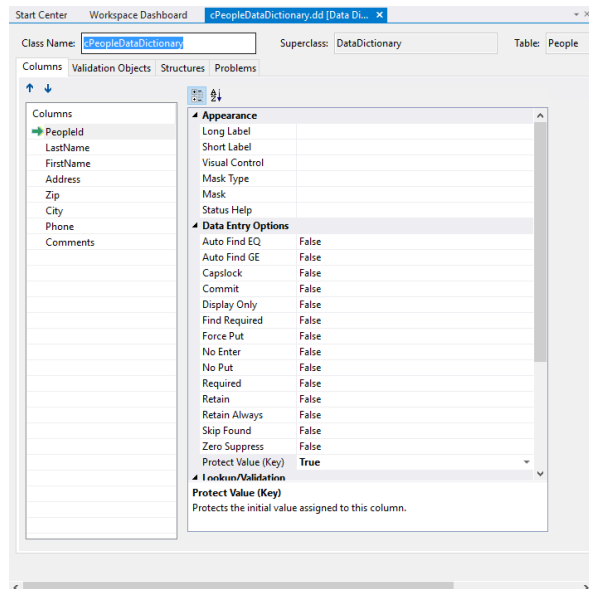 Start Center Workspace Dashboard cPeopleDataDictionary.dd [Data Di...
Class Name: cPeopleDataDictionary Superclass: DataDictionary Table: People
Columns Validation Objects Structures Problems
Columns
PeopleId
LastName
FirstName
Address
Zip
City
Phone
Comments
Appearance
Long Label
Short Label
Visual Control
Mask Type
Mask
Status Help
Data Entry Options
Auto Find EQ False
Auto Find GE False
Capslock False
Commit False
Display Only False
Find Required False
Force Put False
No Enter False
No Put False
Required False
Retain False
Retain Always False
Skip Found False
Zero Suppress False
Protect Value (Key) True
Lookup/Validation
Protect Value (Key)
Protects the initial value assigned to this column.